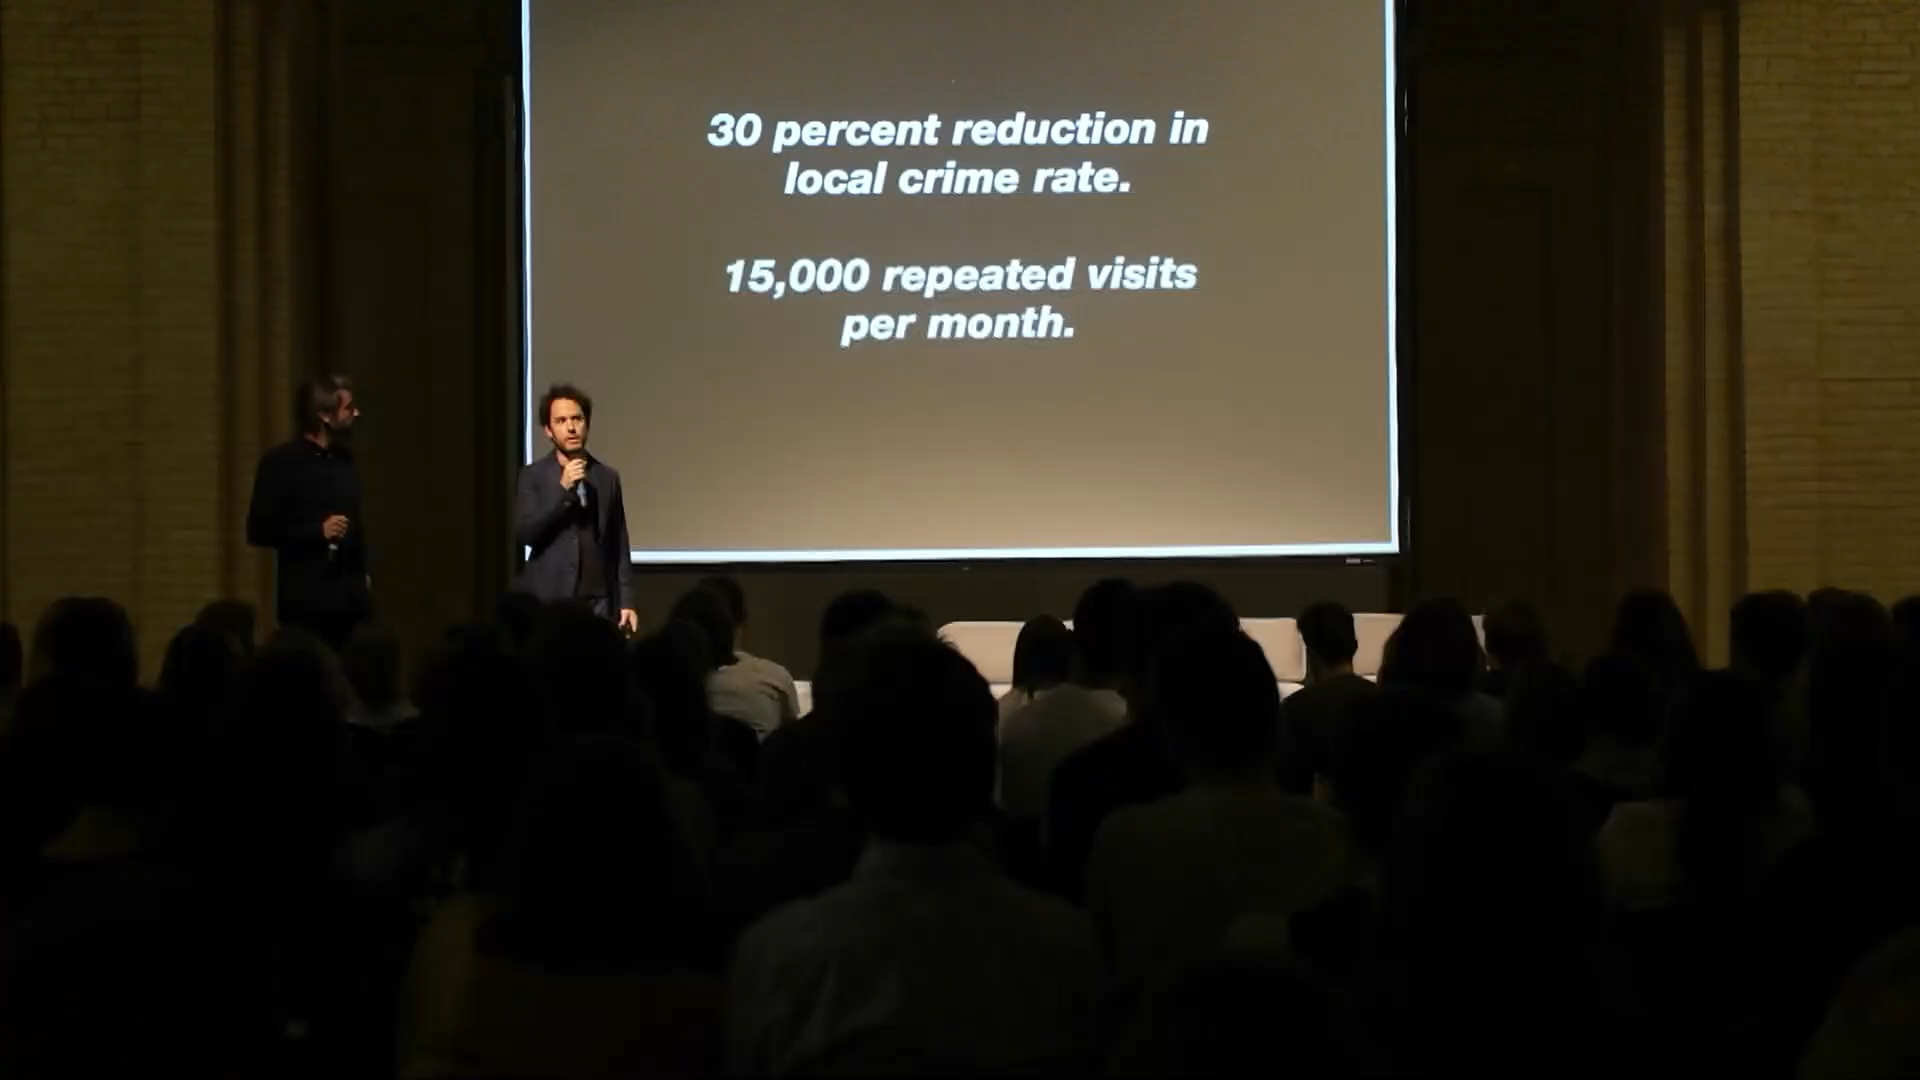 30 percent reduction in
local crime rate.
15,000 repeated visits
per month.